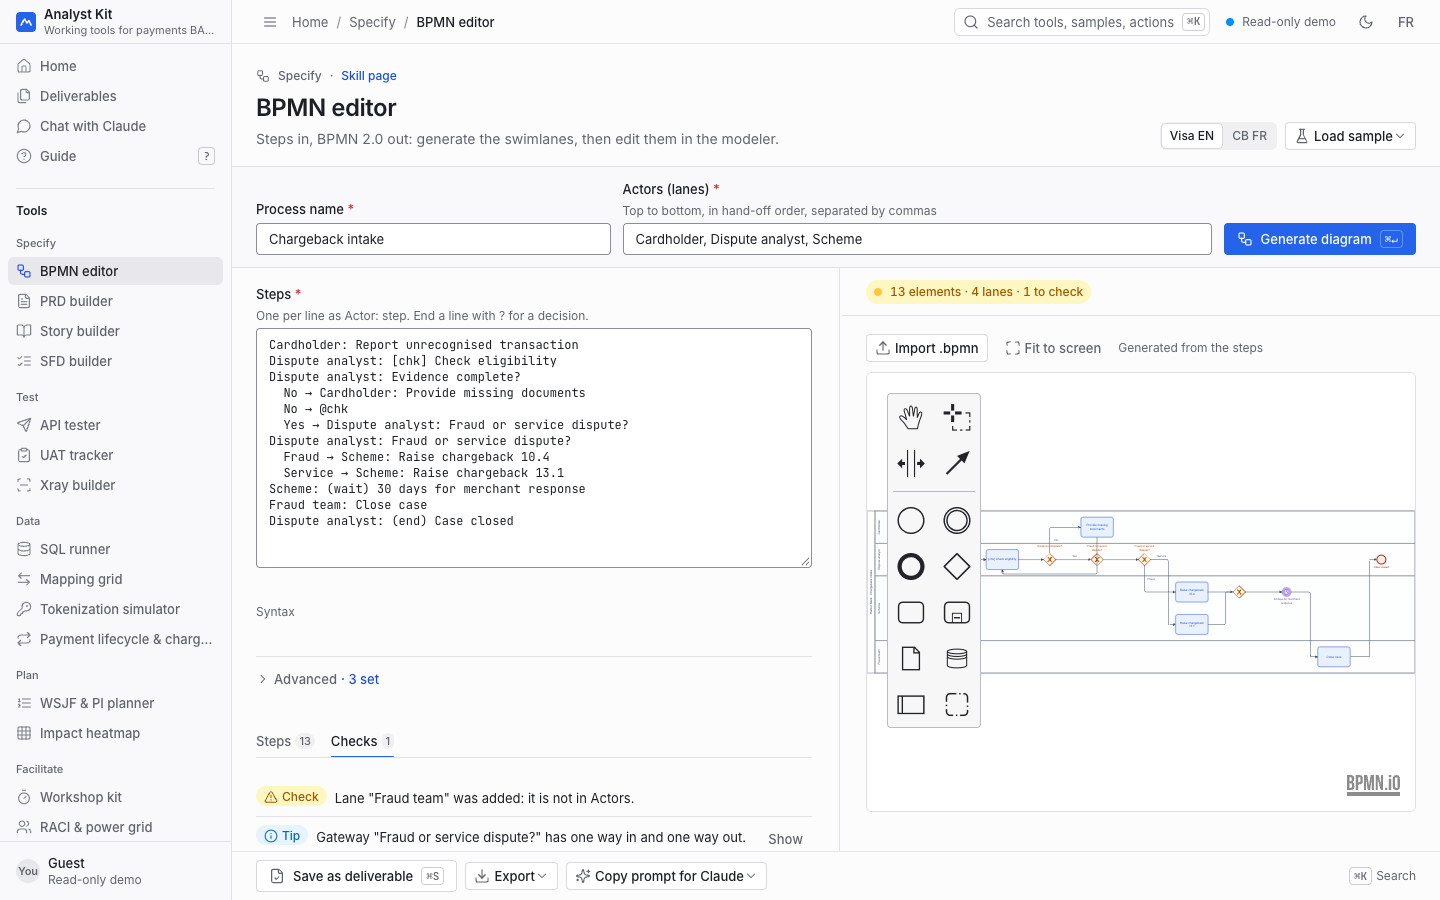 Analyst Kit
Working tools for payments BA...
Home
Deliverables
Chat with Claude
Guide
?
Tools
Specify
BPMN editor
PRD builder
Story builder
SFD builder
Test
API tester
UAT tracker
Xray builder
Data
SQL runner
Mapping grid
Tokenization simulator
Payment lifecycle & charg...
Plan
WSJF & PI planner
Impact heatmap
Facilitate
Workshop kit
RACI & power grid
You
Guest
Read-only demo
Home / Specify / BPMN editor
Search tools, samples, actions ⌘K
Read-only demo
FR
Specify · Skill page
BPMN editor
Steps in, BPMN 2.0 out: generate the swimlanes, then edit them in the modeler.
Visa EN
CB FR
Load sample
Process name *
Chargeback intake
Actors (lanes) *
Top to bottom, in hand-off order, separated by commas
Cardholder, Dispute analyst, Scheme
Generate diagram ⌘↵
Steps *
One per line as Actor: step. End a line with ? for a decision.
Cardholder: Report unrecognised transaction
Dispute analyst: [chk] Check eligibility
Dispute analyst: Evidence complete?
No → Cardholder: Provide missing documents
No → @chk
Yes → Dispute analyst: Fraud or service dispute?
Dispute analyst: Fraud or service dispute?
Fraud → Scheme: Raise chargeback 10.4
Service → Scheme: Raise chargeback 13.1
Scheme: (wait) 30 days for merchant response
Fraud team: Close case
Dispute analyst: (end) Case closed
Syntax
Advanced · 3 set
Steps 13
Checks 1
Check
Lane "Fraud team" was added: it is not in Actors.
Tip
Gateway "Fraud or service dispute?" has one way in and one way out.
Show
13 elements · 4 lanes · 1 to check
Import .bpmn
Fit to screen
Generated from the steps
BPMN.iO
Save as deliverable ⌘S
Export
Copy prompt for Claude
⌘K Search